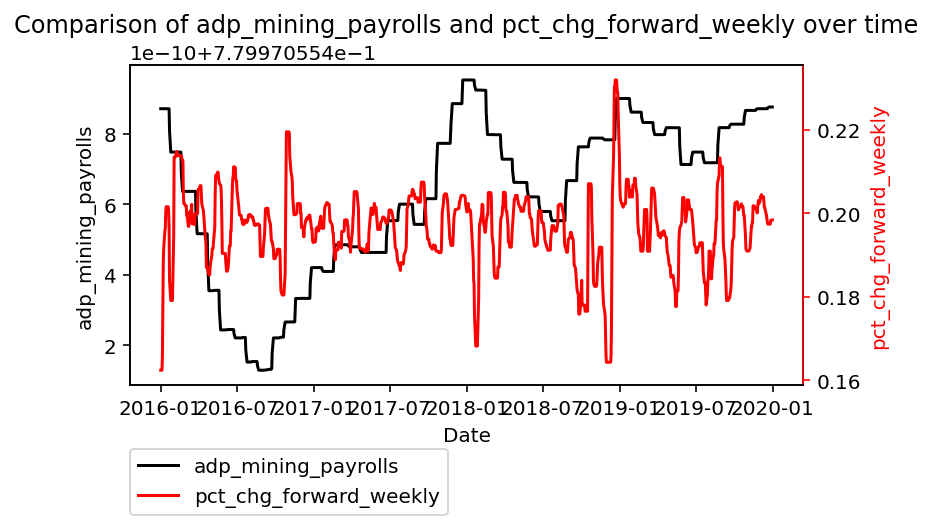 Comparison of adp_mining_payrolls and pct_chg_forward_weekly over time
1e−10+7.79970554e−1
8
6
4
2
adp_mining_payrolls
0.22
0.20
0.18
0.16
pct_chg_forward_weekly
2016-01 2016-07 2017-01 2017-07 2018-01 2018-07 2019-01 2019-07 2020-01
Date
adp_mining_payrolls
pct_chg_forward_weekly